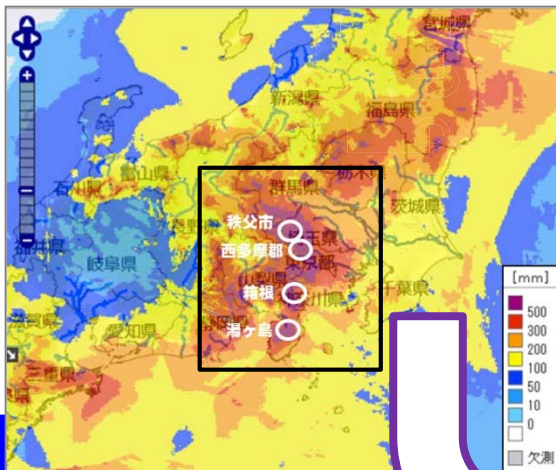 宮城県
新潟県
福島県
富山県
石川県
栃木県
群馬県
茨城県
秩父市
埼玉県
長野県
西多摩郡
東京都
福井県
岐阜県
山梨県
箱根
神奈川県
千葉県
滋賀県
愛知県
静岡県
湯ヶ島
三重県
[mm]
500
300
200
100
50
10
0
欠測